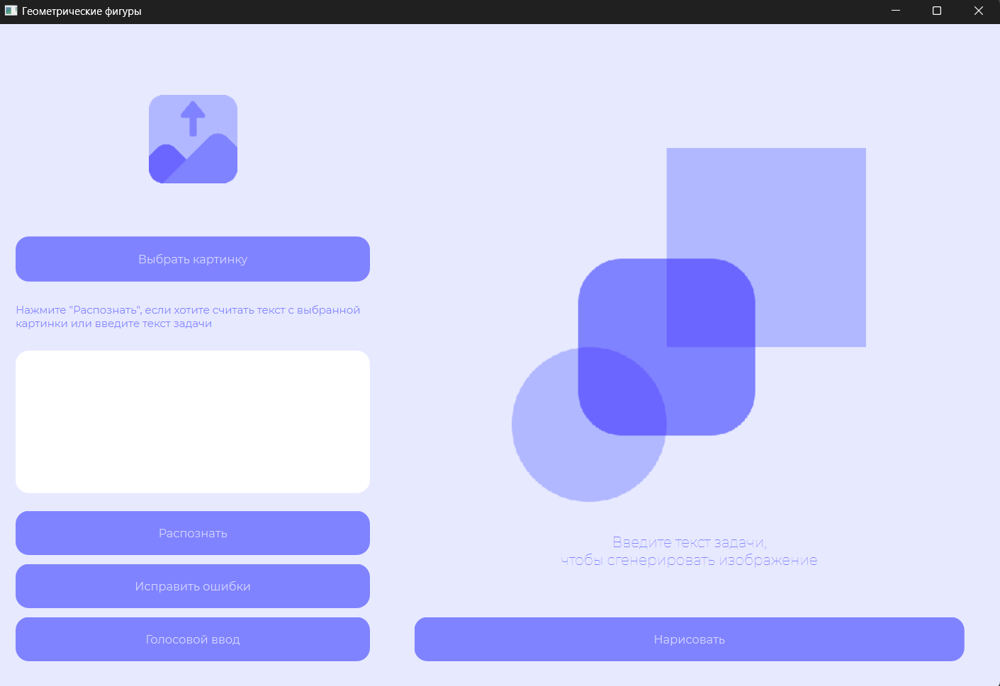 Геометрические фигуры
Выбрать картинку
Нажмите "Распознать", если хотите считать текст с выбранной
картинки или введите текст задачи
Распознать
Исправить ошибки
Голосовой ввод
Введите текст задачи,
чтобы сгенерировать изображение
Нарисовать